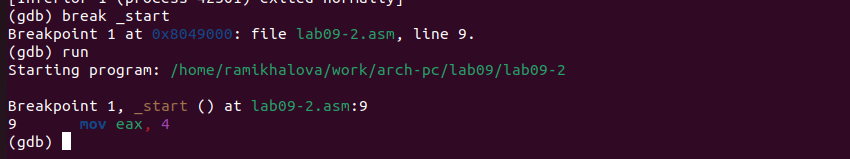 [Inferior 1 (process 42301) exited normally]
(gdb) break _start
Breakpoint 1 at 0x8049000: file lab09-2.asm, line 9.
(gdb) run
Starting program: /home/ramikhalova/work/arch-pc/lab09/lab09-2
Breakpoint 1, _start () at lab09-2.asm:9
9 mov eax, 4
(gdb)